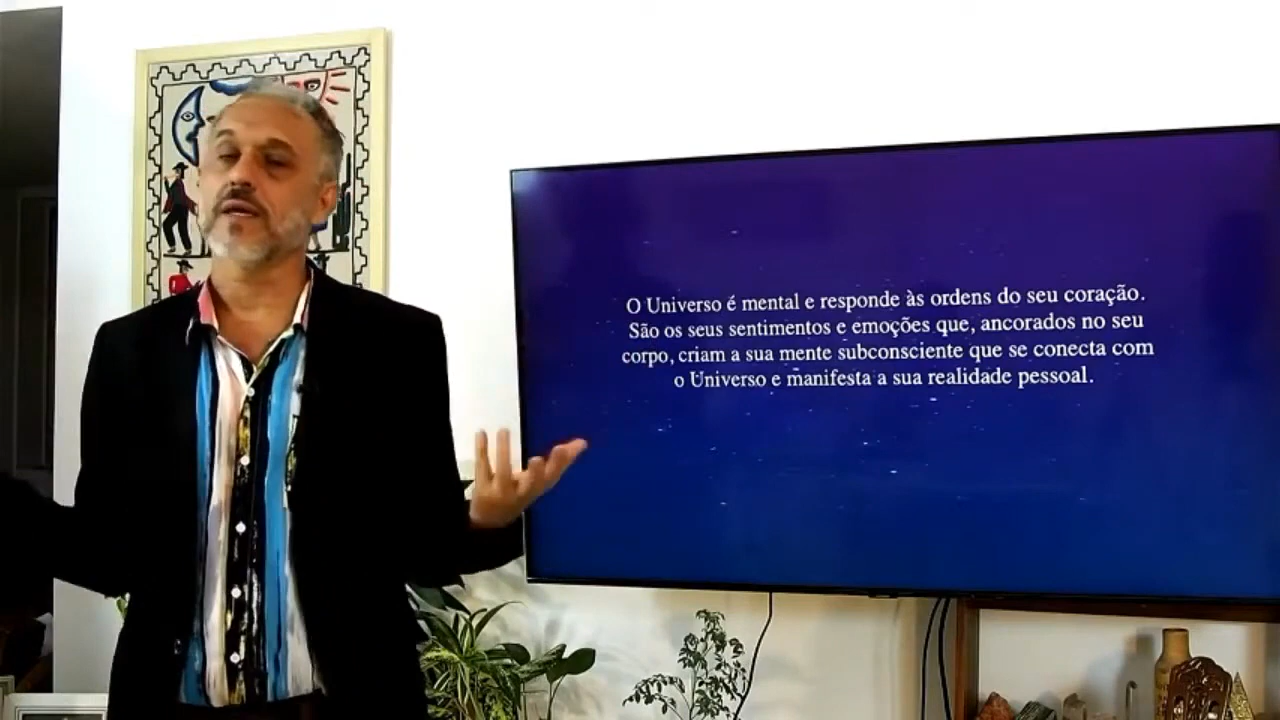 O Universo é mental e responde às ordens do seu coração.
São os seus sentimentos e emoções que, ancorados no seu
corpo, criam a sua mente subconsciente que se conecta com
o Universo e manifesta a sua realidade pessoal.